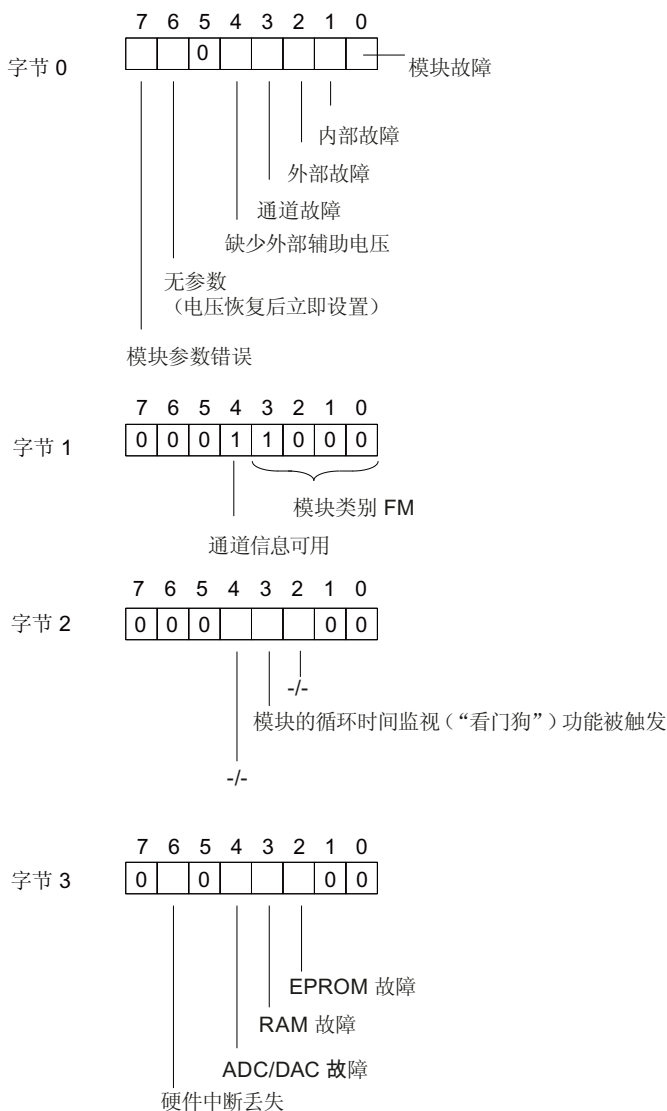 7 6 5 4 3 2 1 0
字节 0
0
模块故障
内部故障
外部故障
通道故障
缺少外部辅助电压
无参数
（电压恢复后立即设置）
模块参数错误
7 6 5 4 3 2 1 0
字节 1
0 0 0 1 1 0 0 0
模块类别 FM
通道信息可用
7 6 5 4 3 2 1 0
字节 2
0 0 0 0 0
-/-
模块的循环时间监视（“看门狗”）功能被触发
-/-
7 6 5 4 3 2 1 0
字节 3
0 0 0 0
EPROM 故障
RAM 故障
ADC/DAC 故障
硬件中断丢失